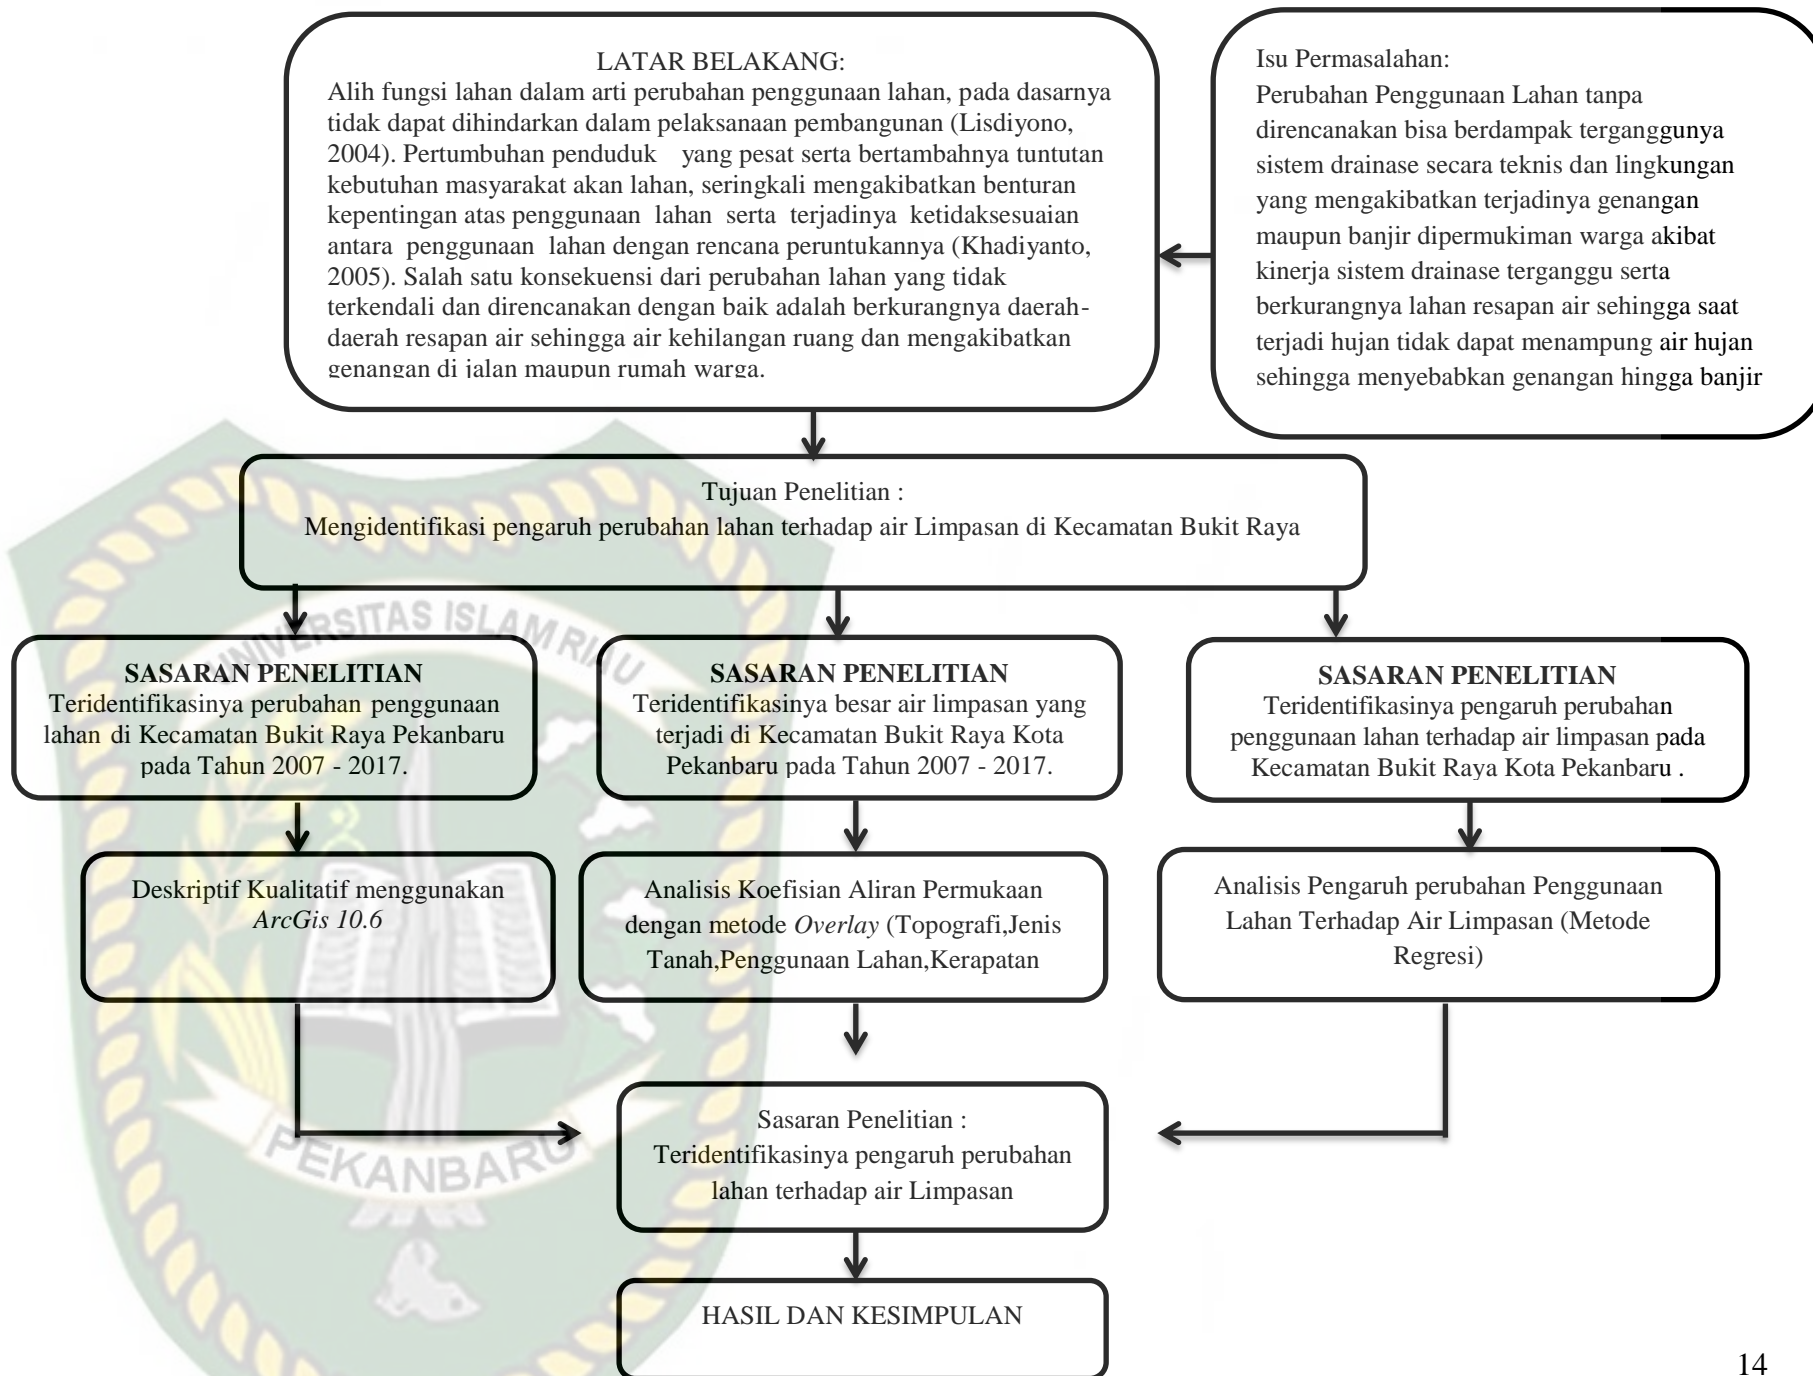 LATAR BELAKANG:
Alih fungsi lahan dalam arti perubahan penggunaan lahan, pada dasarnya
tidak dapat dihindarkan dalam pelaksanaan pembangunan (Lisdiyono,
2004). Pertumbuhan penduduk yang pesat serta bertambahnya tuntutan
kebutuhan masyarakat akan lahan, seringkali mengakibatkan benturan
kepentingan atas penggunaan lahan serta terjadinya ketidaksesuaian
antara penggunaan lahan dengan rencana peruntukannya (Khadiyanto,
2005). Salah satu konsekuensi dari perubahan lahan yang tidak
terkendali dan direncanakan dengan baik adalah berkurangnya daerah-
daerah resapan air sehingga air kehilangan ruang dan mengakibatkan
genangan di jalan maupun rumah warga.
Isu Permasalahan:
Perubahan Penggunaan Lahan tanpa
direncanakan bisa berdampak terganggunya
sistem drainase secara teknis dan lingkungan
yang mengakibatkan terjadinya genangan
maupun banjir dipermukiman warga akibat
kinerja sistem drainase terganggu serta
berkurangnya lahan resapan air sehingga saat
terjadi hujan tidak dapat menampung air hujan
sehingga menyebabkan genangan hingga banjir
Tujuan Penelitian :
Mengidentifikasi pengaruh perubahan lahan terhadap air Limpasan di Kecamatan Bukit Raya
SASARAN PENELITIAN
Teridentifikasinya perubahan penggunaan
lahan di Kecamatan Bukit Raya Pekanbaru
pada Tahun 2007 - 2017.
SASARAN PENELITIAN
Teridentifikasinya besar air limpasan yang
terjadi di Kecamatan Bukit Raya Kota
Pekanbaru pada Tahun 2007 - 2017.
SASARAN PENELITIAN
Teridentifikasinya pengaruh perubahan
penggunaan lahan terhadap air limpasan pada
Kecamatan Bukit Raya Kota Pekanbaru .
Deskriptif Kualitatif menggunakan
ArcGis 10.6
Analisis Koefisian Aliran Permukaan
dengan metode Overlay (Topografi,Jenis
Tanah,Penggunaan Lahan,Kerapatan
Analisis Pengaruh perubahan Penggunaan
Lahan Terhadap Air Limpasan (Metode
Regresi)
Sasaran Penelitian :
Teridentifikasinya pengaruh perubahan
lahan terhadap air Limpasan
HASIL DAN KESIMPULAN
UNIVERSITAS ISLAM RIAU
PEKANBARU
14